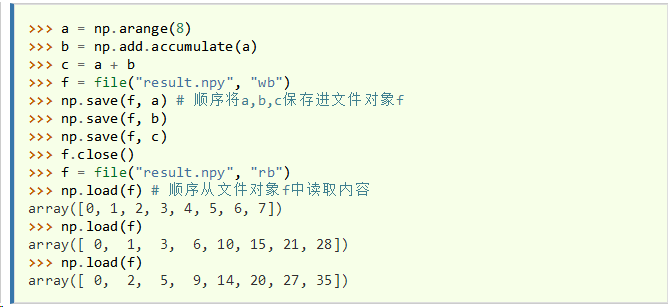 >>> a = np.arange(8)
>>> b = np.add.accumulate(a)
>>> c = a + b
>>> f = file("result.npy", "wb")
>>> np.save(f, a) # 顺序将a,b,c保存进文件对象f
>>> np.save(f, b)
>>> np.save(f, c)
>>> f.close()
>>> f = file("result.npy", "rb")
>>> np.load(f) # 顺序从文件对象f中读取内容
array([0, 1, 2, 3, 4, 5, 6, 7])
>>> np.load(f)
array([ 0,  1,  3,  6, 10, 15, 21, 28])
>>> np.load(f)
array([ 0,  2,  5,  9, 14, 20, 27, 35])